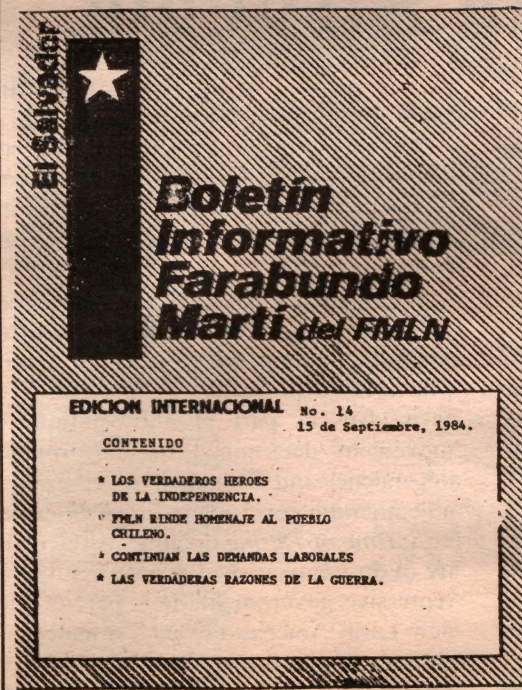 El Salvador
Boletín
Informativo
Farabundo
Martí del FMLN
EDICION INTERNACIONAL No. 14
15 de Septiembre, 1984.
CONTENIDO
* LOS VERDADEROS HEROES
DE LA INDEPENDENCIA.
* FMLN RINDE HOMENAJE AL PUEBLO
CHILENO.
* CONTINUAN LAS DEMANDAS LABORALES
* LAS VERDADERAS RAZONES DE LA GUERRA.